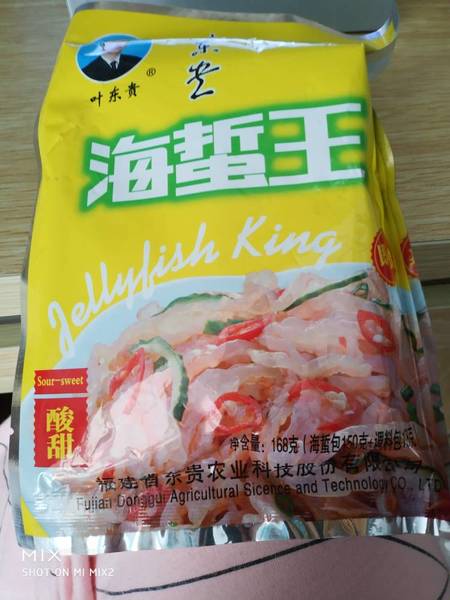 东贵
®
叶东贵
海蜇王
Jellyfish King
Sour-sweet
酸甜
净含量:168克(海蜇包150克+调料包18克)
福建省东贵农业科技股份有限公司
Fujian Donggui Agricultural Sicence and Technology CO., LTD
MIX
SHOT ON MI MIX2